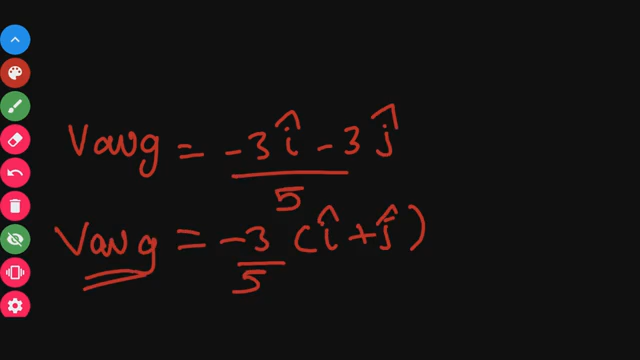 Vavg = -3î - 3ĵ
5
Vavg = -3/5 (î + ĵ)